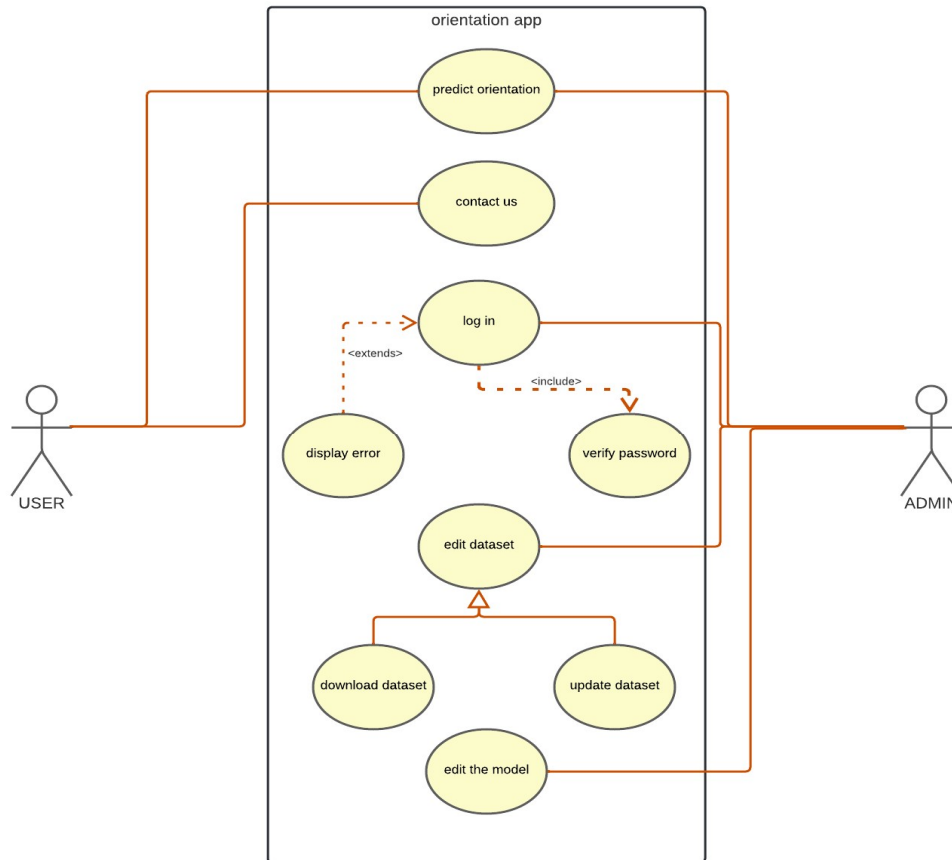 orientation app
predict orientation
contact us
log in
<extends>
<include>
display error
verify password
USER
ADMIN
edit dataset
download dataset
update dataset
edit the model